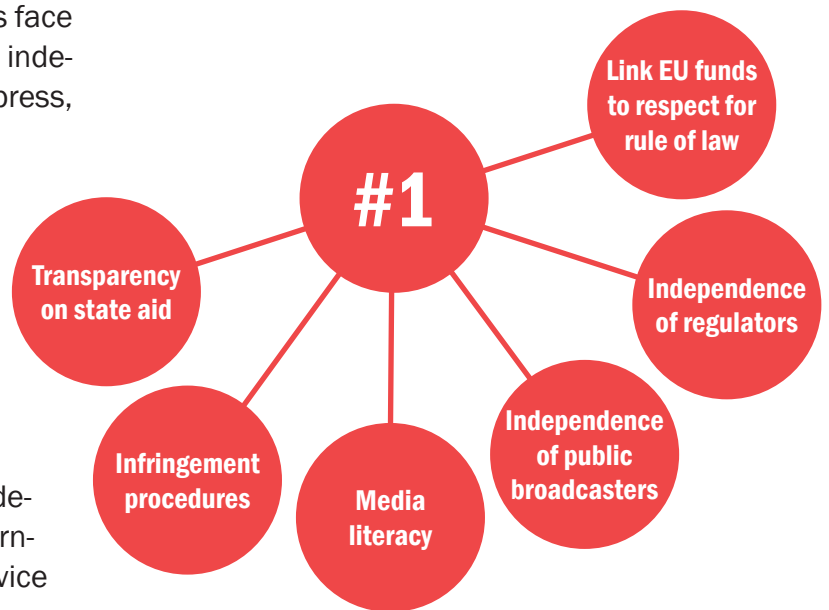 s face
inde-
press,
Link EU funds
to respect for
rule of law
#1
Transparency
on state aid
Independence
of regulators
Infringement
procedures
Media
literacy
Independence
of public
broadcasters
de-
rn-
vice